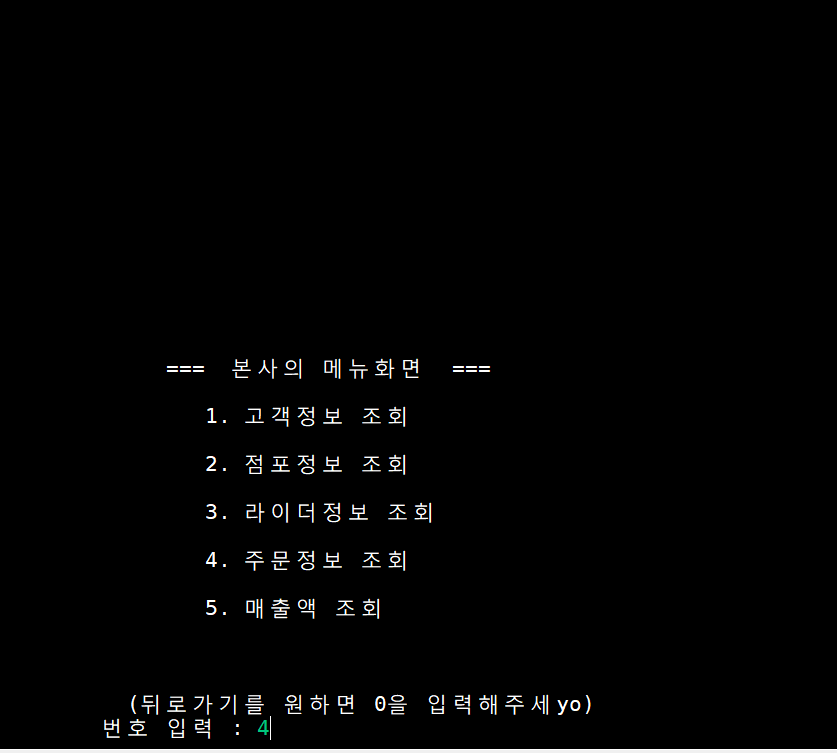 === 본사의 메뉴화면 ===
1. 고객정보 조회
2. 점포정보 조회
3. 라이더정보 조회
4. 주문정보 조회
5. 매출액 조회
(뒤로가기를 원하면 0을 입력해주세yo)
번호 입력 : 4